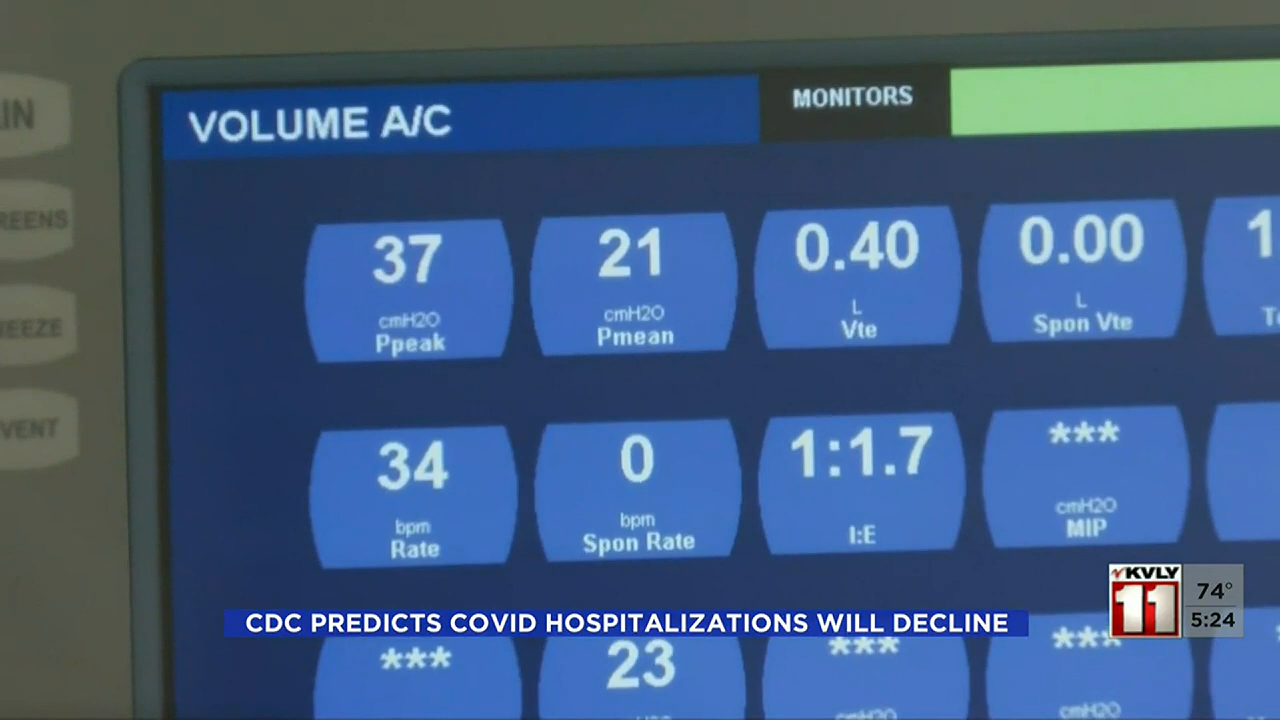 VOLUME A/C
MONITORS
37
cmH2O
Ppeak
21
cmH2O
Pmean
0.40
L
Vte
0.00
L
Spon Vte
34
bpm
Rate
0
bpm
Spon Rate
1:1.7
I:E
***
cmH2O
MIP
***
23
***
cmH2O
***
cmH2O
CDC PREDICTS COVID HOSPITALIZATIONS WILL DECLINE
KVLY
11
74°
5:24